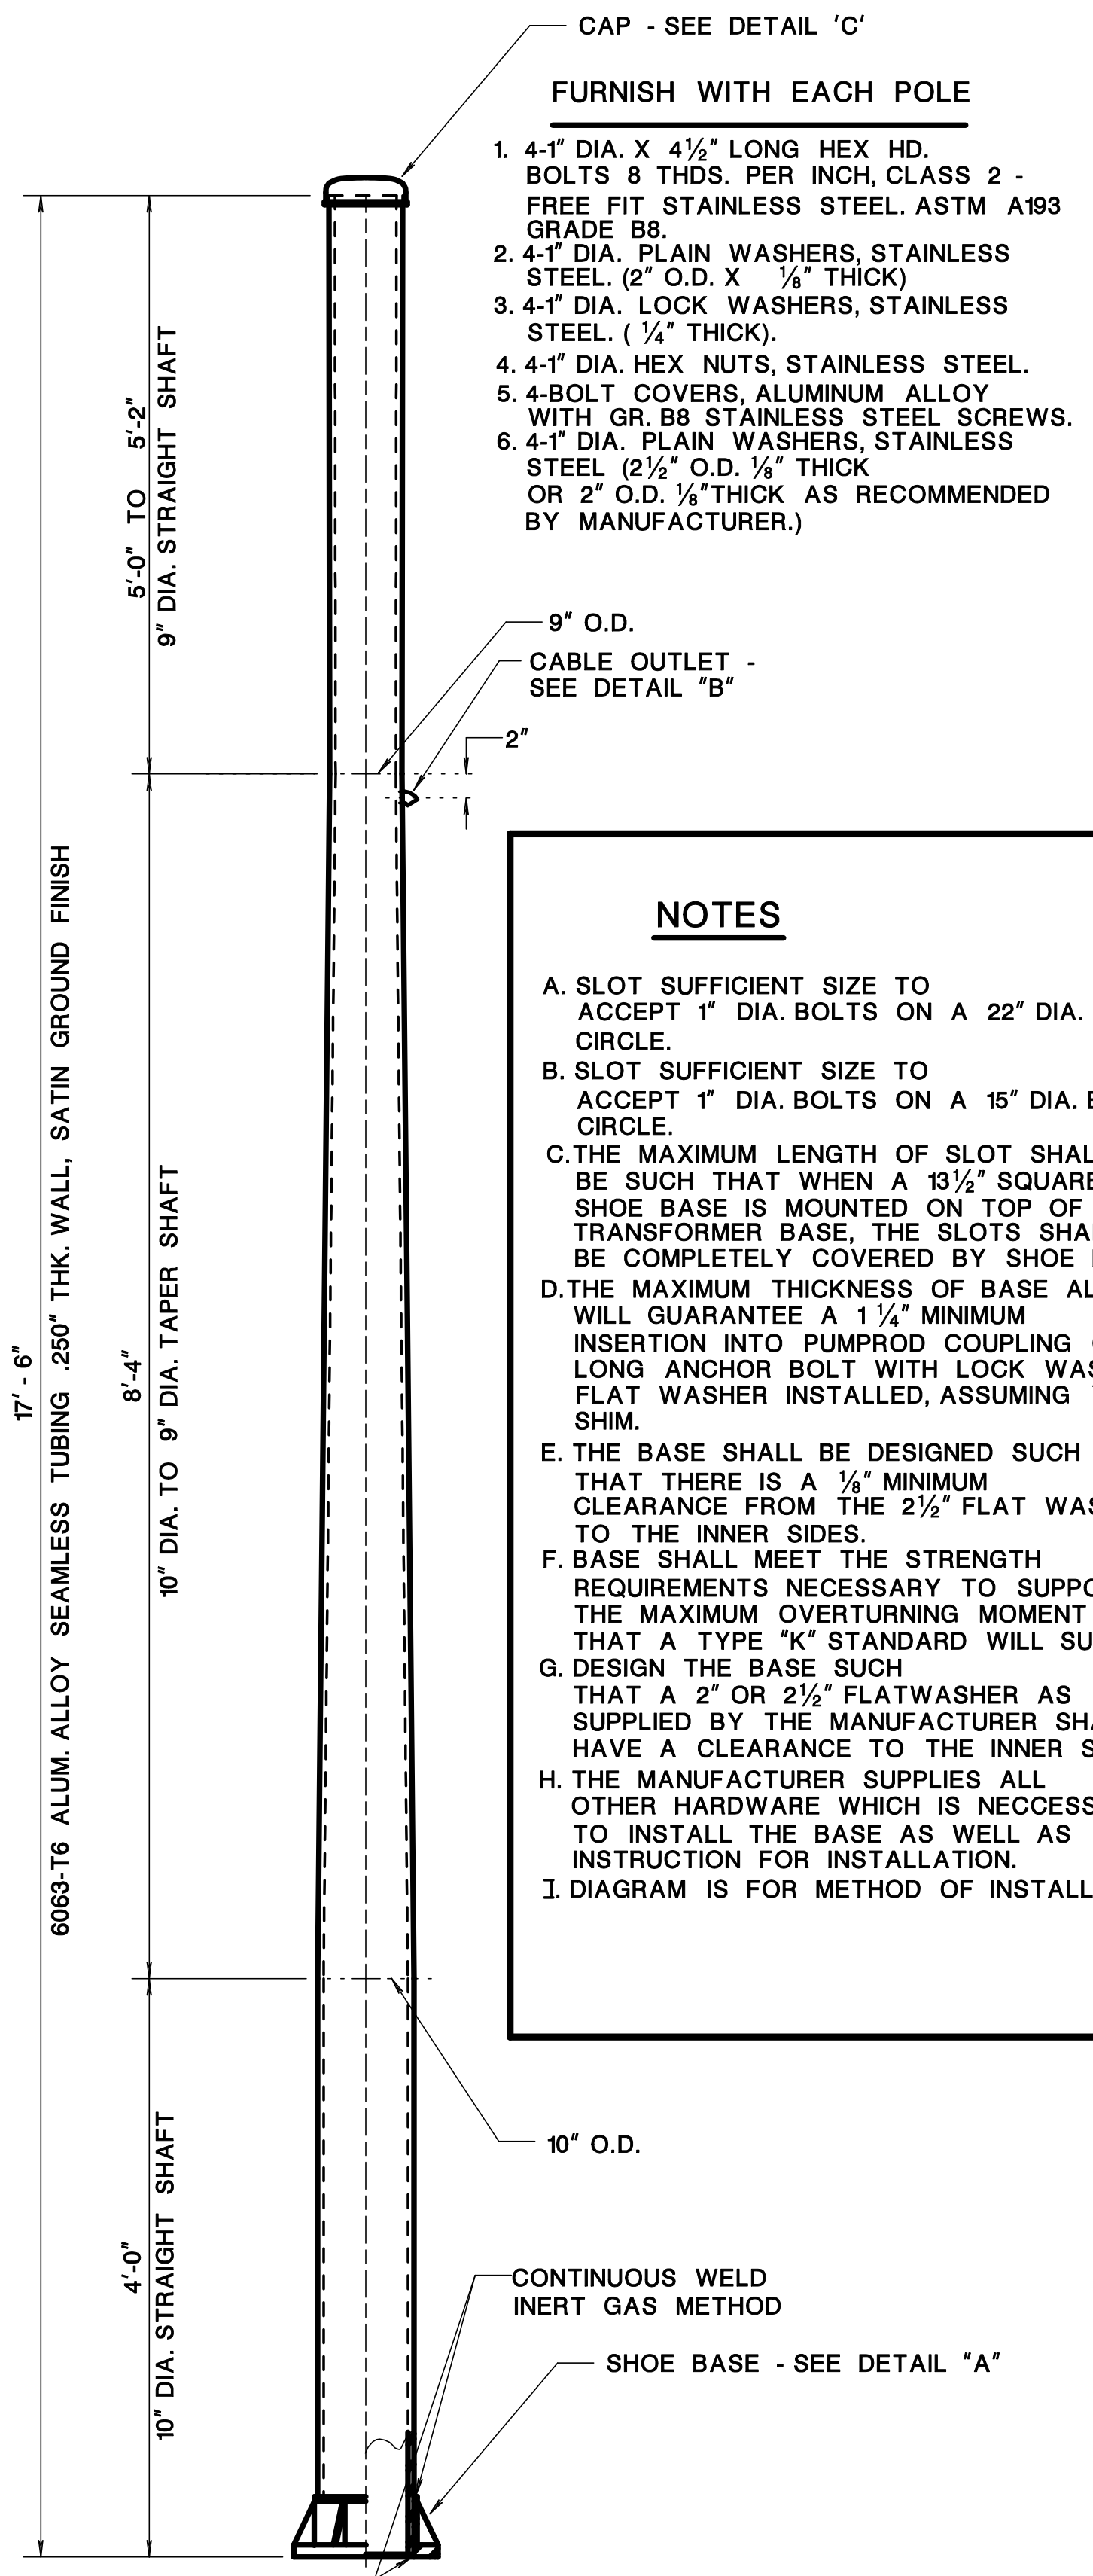 CAP - SEE DETAIL 'C'
FURNISH WITH EACH POLE
1. 4-1" DIA. X 4½" LONG HEX HD.
BOLTS 8 THDS. PER INCH, CLASS 2 -
FREE FIT STAINLESS STEEL. ASTM A193
GRADE B8.
2. 4-1" DIA. PLAIN WASHERS, STAINLESS
STEEL. (2" O.D. X ⅛" THICK)
3. 4-1" DIA. LOCK WASHERS, STAINLESS
STEEL. ( ¼" THICK).
4. 4-1" DIA. HEX NUTS, STAINLESS STEEL.
5. 4-BOLT COVERS, ALUMINUM ALLOY
WITH GR. B8 STAINLESS STEEL SCREWS.
6. 4-1" DIA. PLAIN WASHERS, STAINLESS
STEEL (2½" O.D. ⅛" THICK
OR 2" O.D. ⅛" THICK AS RECOMMENDED
BY MANUFACTURER.)
5'-0" TO 5'-2"
9" DIA. STRAIGHT SHAFT
9" O.D.
CABLE OUTLET -
SEE DETAIL "B"
2"
17' - 6"
6063-T6 ALUM. ALLOY SEAMLESS TUBING .250" THK. WALL, SATIN GROUND FINISH
8'-4"
10" DIA. TO 9" DIA. TAPER SHAFT
NOTES
A. SLOT SUFFICIENT SIZE TO
ACCEPT 1" DIA. BOLTS ON A 22" DIA.
CIRCLE.
B. SLOT SUFFICIENT SIZE TO
ACCEPT 1" DIA. BOLTS ON A 15" DIA.
CIRCLE.
C. THE MAXIMUM LENGTH OF SLOT SHAL
BE SUCH THAT WHEN A 13½" SQUARE
SHOE BASE IS MOUNTED ON TOP OF
TRANSFORMER BASE, THE SLOTS SHA
BE COMPLETELY COVERED BY SHOE
D. THE MAXIMUM THICKNESS OF BASE AL
WILL GUARANTEE A 1 ¼" MINIMUM
INSERTION INTO PUMPROD COUPLING
LONG ANCHOR BOLT WITH LOCK WAS
FLAT WASHER INSTALLED, ASSUMING
SHIM.
E. THE BASE SHALL BE DESIGNED SUCH
THAT THERE IS A ⅛" MINIMUM
CLEARANCE FROM THE 2½" FLAT WAS
TO THE INNER SIDES.
F. BASE SHALL MEET THE STRENGTH
REQUIREMENTS NECESSARY TO SUPPO
THE MAXIMUM OVERTURNING MOMENT
THAT A TYPE "K" STANDARD WILL SU
G. DESIGN THE BASE SUCH
THAT A 2" OR 2½" FLATWASHER AS
SUPPLIED BY THE MANUFACTURER SHA
HAVE A CLEARANCE TO THE INNER S
H. THE MANUFACTURER SUPPLIES ALL
OTHER HARDWARE WHICH IS NECCESS
TO INSTALL THE BASE AS WELL AS
INSTRUCTION FOR INSTALLATION.
I. DIAGRAM IS FOR METHOD OF INSTALL
10" O.D.
4'-0"
10" DIA. STRAIGHT SHAFT
CONTINUOUS WELD
INERT GAS METHOD
SHOE BASE - SEE DETAIL "A"